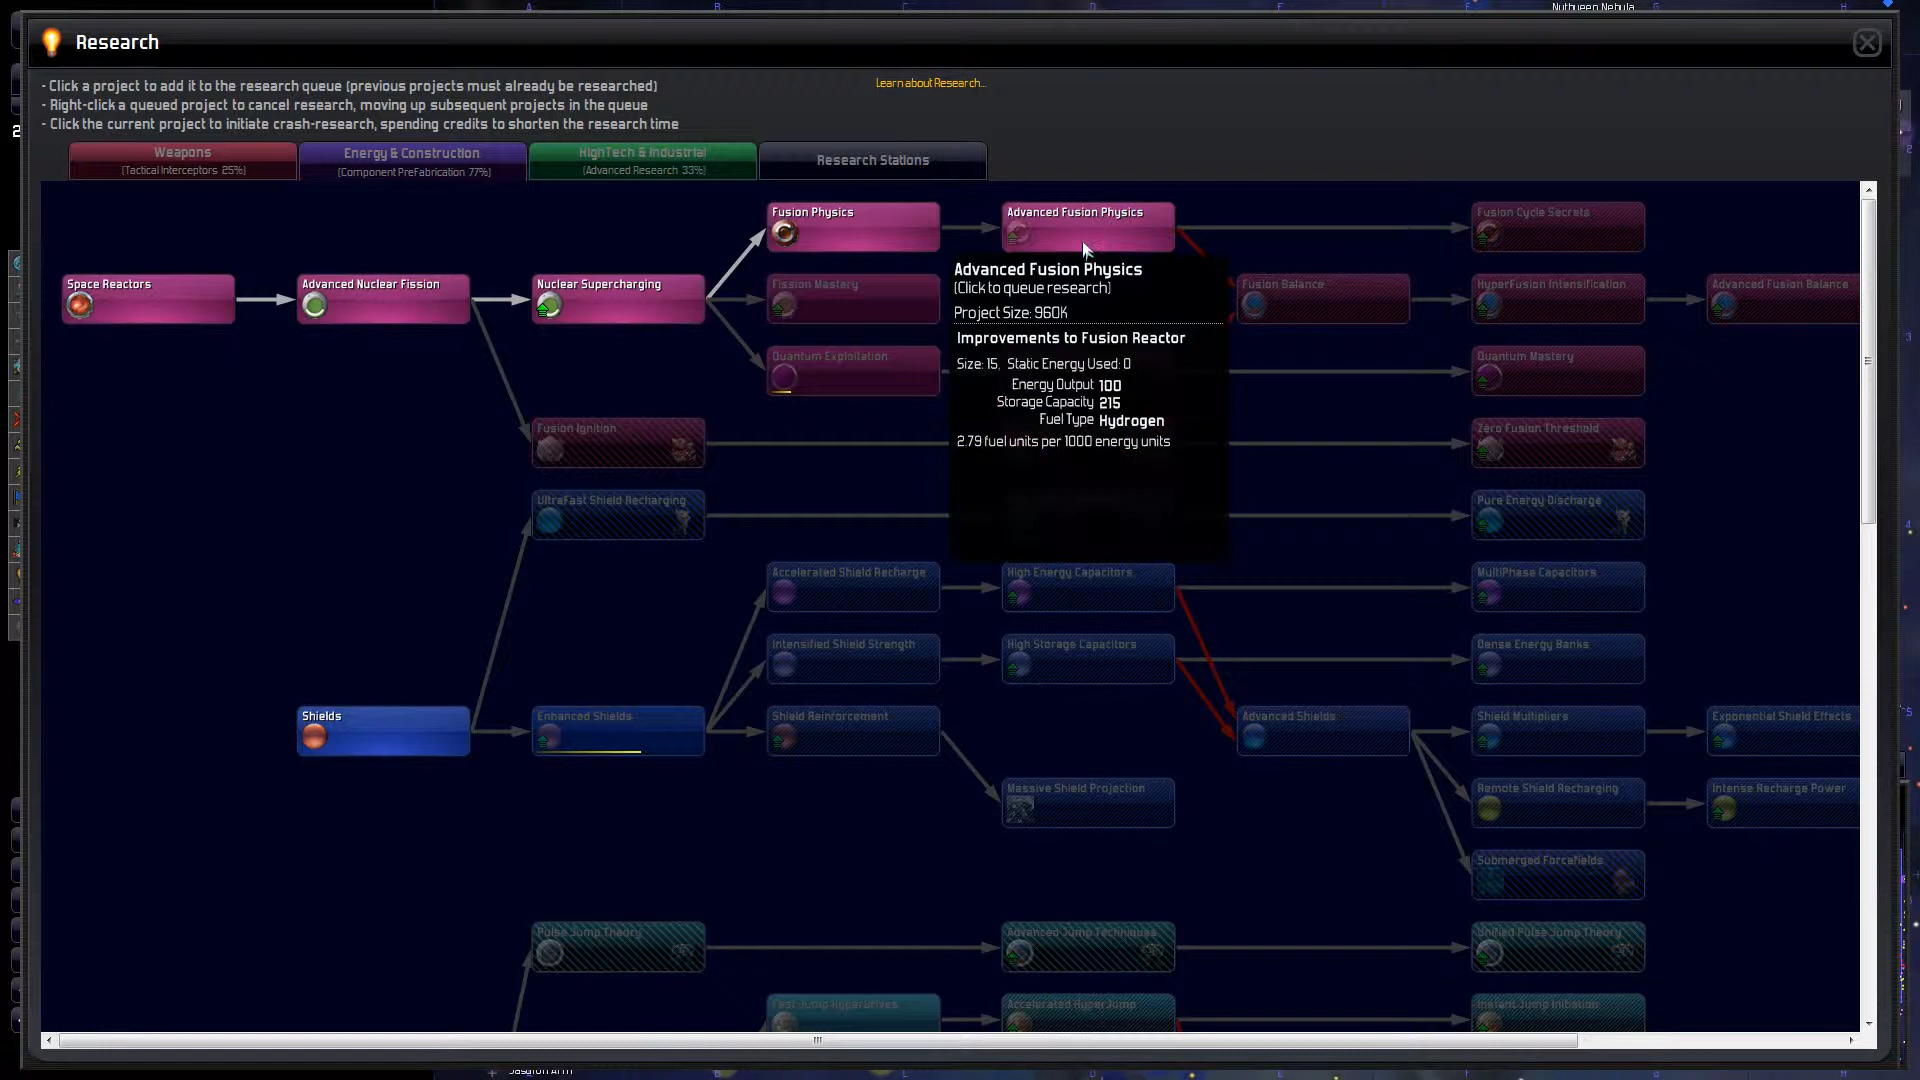 Nuthueen Nebula
Research
- Click a project to add it to the research queue (previous projects must already be researched)
- Right-click a queued project to cancel research, moving up subsequent projects in the queue
- Click the current project to initiate crash-research, spending credits to shorten the research time
Learn about Research...
Weapons
(Tactical Interceptors 25%)
Energy & Construction
(Component PreFabrication 77%)
HighTech & Industrial
(Advanced Research 33%)
Research Stations
Fusion Physics
Advanced Fusion Physics
Fusion Cycle Secrets
Space Reactors
Advanced Nuclear Fission
Nuclear Supercharging
Fission Mastery
Fusion Balance
HyperFusion Intensification
Advanced Fusion Balance
Advanced Fusion Physics
(Click to queue research)
Project Size: 960K
Improvements to Fusion Reactor
Size: 15, Static Energy Used: 0
Energy Output 100
Storage Capacity 215
Fuel Type Hydrogen
2.79 fuel units per 1000 energy units
Quantum Exploitation
Quantum Mastery
Fusion Ignition
Zero Fusion Threshold
UltraFast Shield Recharging
Pure Energy Discharge
Accelerated Shield Recharge
High Energy Capacitors
MultiPhase Capacitors
Intensified Shield Strength
High Storage Capacitors
Dense Energy Banks
Shields
Enhanced Shields
Shield Reinforcement
Advanced Shields
Shield Multipliers
Exponential Shield Effects
Massive Shield Projection
Remote Shield Recharging
Intense Recharge Power
Submerged Forcefields
Pulse Jump Theory
Advanced Jump Techniques
Unified Pulse Jump Theory
Fast Jump HyperDrives
Accelerated HyperJump
Instant Jump Initiation